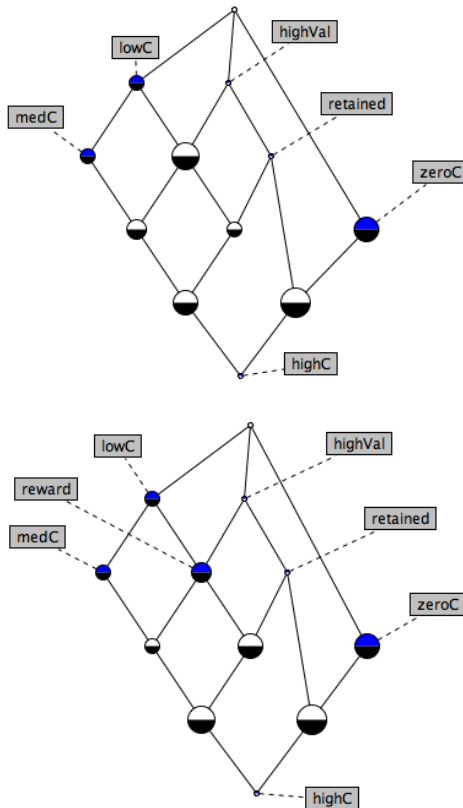 highVal
lowC
retained
medC
zeroC
highC
lowC
highVal
reward
retained
medC
zeroC
highC